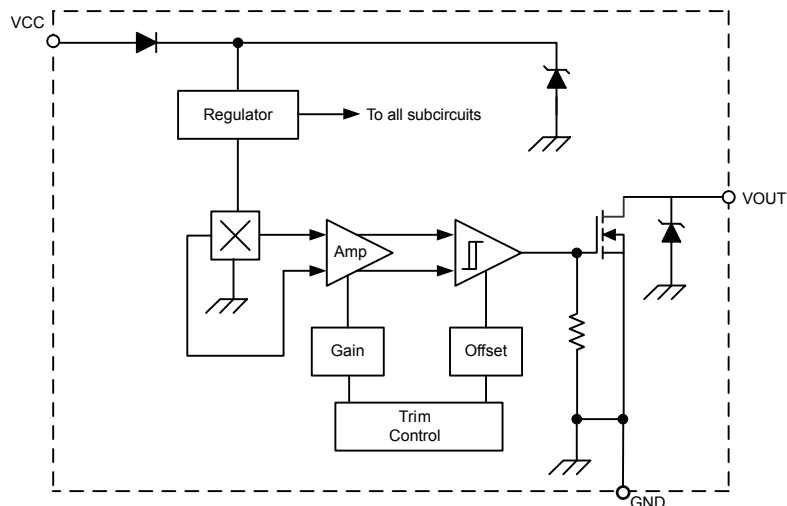 VCC
Regulator
To all subcircuits
VOUT
Amp
Gain
Offset
Trim
Control
GND